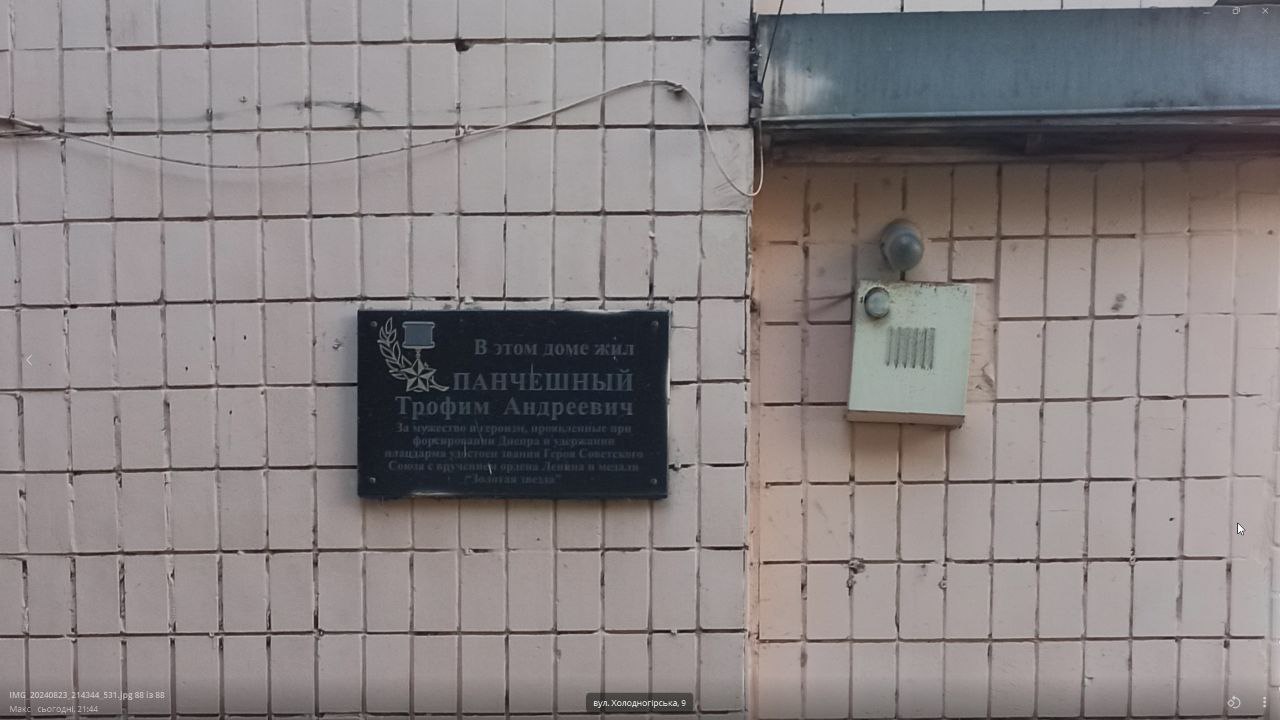 В этом доме жил
ПАНЧЕШНЫЙ
Трофим Андреевич
За мужество и героизм, проявленные при
форсировании Днепра и удержании
плацдарма удостоен звания Героя Советского
Союза с вручением ордена Ленина и медали
"Золотая звезда"
IMG_20240823_214344_531.jpg 88 із 88
Макс сьогодні, 21:44
вул. Холодногірська, 9